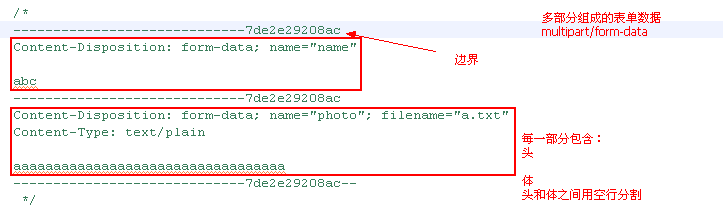 /*
-----------------------------7de2e29208ac
多部分组成的表单数据
multipart/form-data
Content-Disposition: form-data; name="name"
边界
abc
-----------------------------7de2e29208ac
Content-Disposition: form-data; name="photo"; filename="a.txt"
Content-Type: text/plain
每一部分包含：
头
aaaaaaaaaaaaaaaaaaaaaaaaaaaaaaaaaa
-----------------------------7de2e29208ac--
体
头和体之间用空行分割
*/